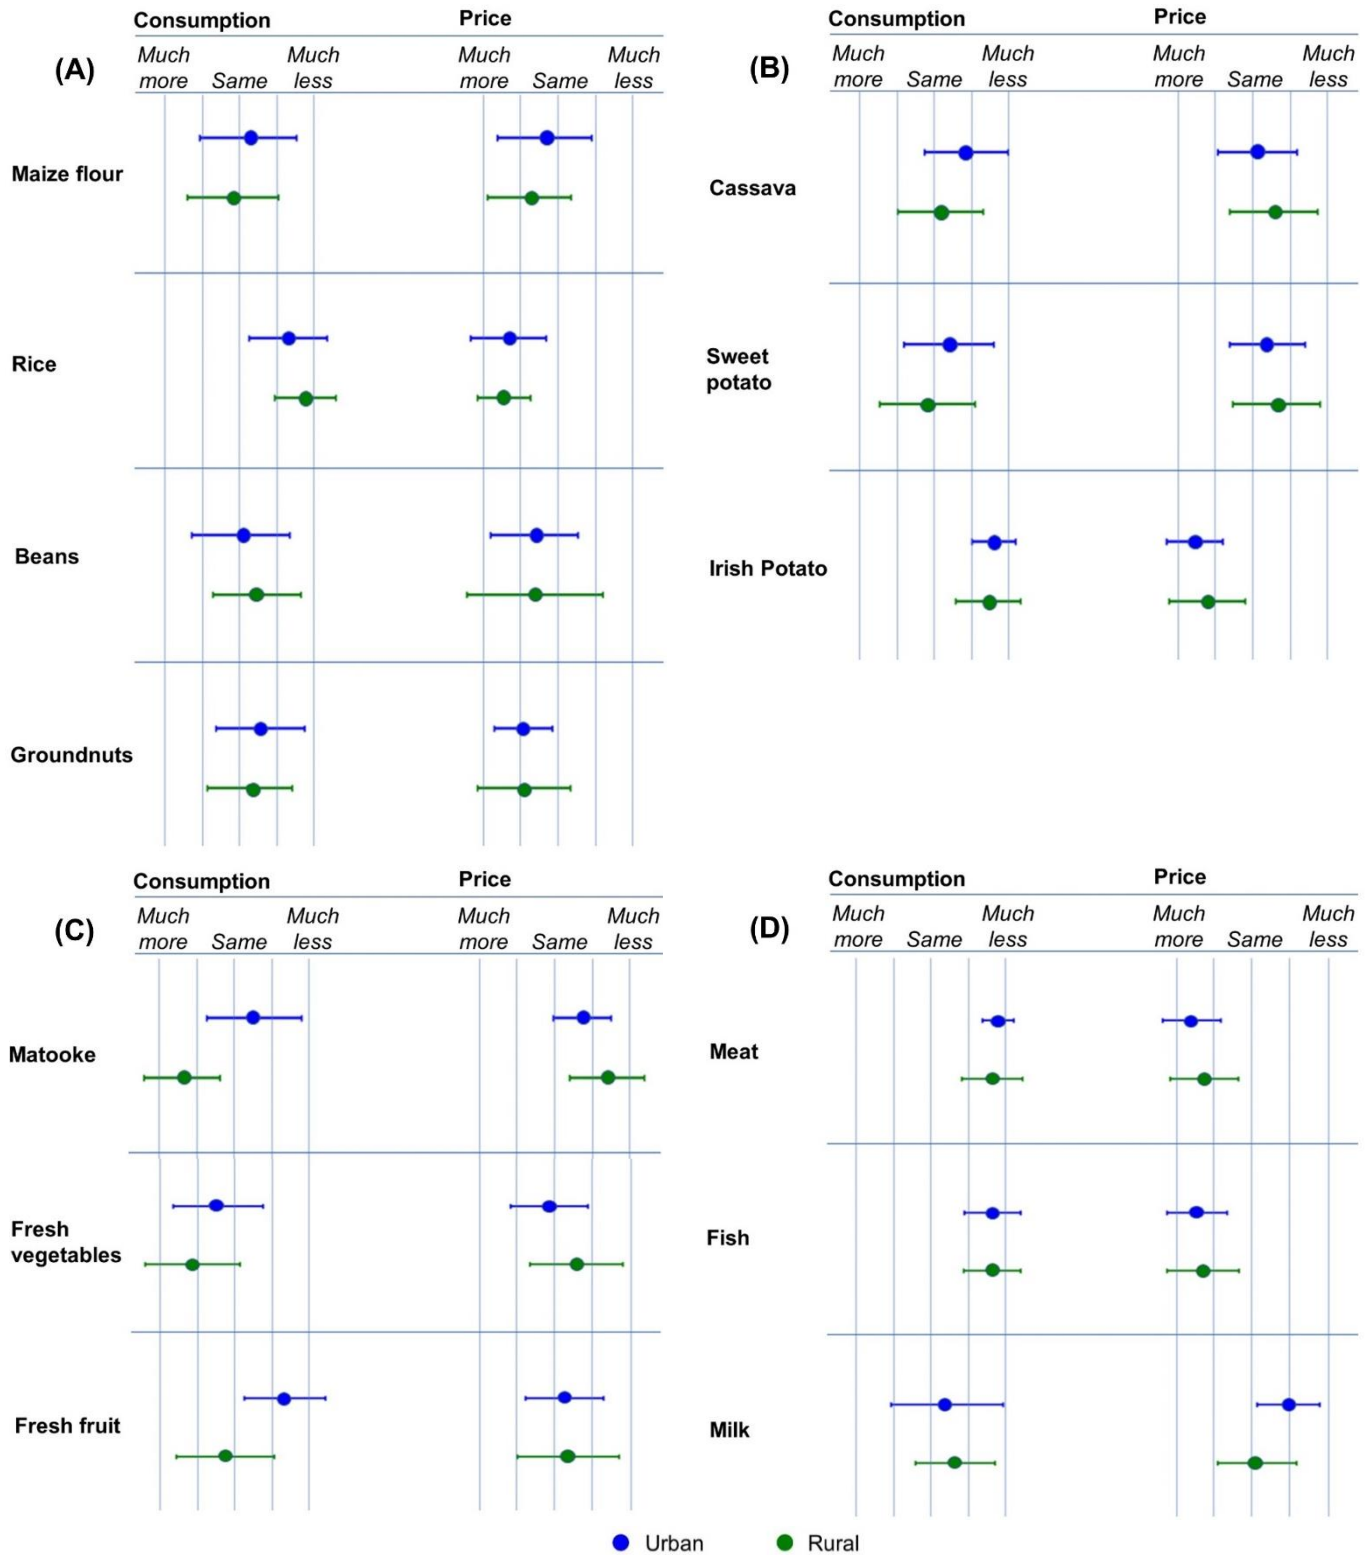 Consumption Price
Much Much Much Much
(A) more Same less more Same less
Maize flour
Rice
Beans
Groundnuts
Consumption Price
Much Much Much Much
(B) more Same less more Same less
Cassava
Sweet
potato
Irish Potato
Consumption Price
Much Much Much Much
(C) more Same less more Same less
Matooke
Fresh
vegetables
Fresh fruit
Consumption Price
Much Much Much Much
(D) more Same less more Same less
Meat
Fish
Milk
Urban Rural